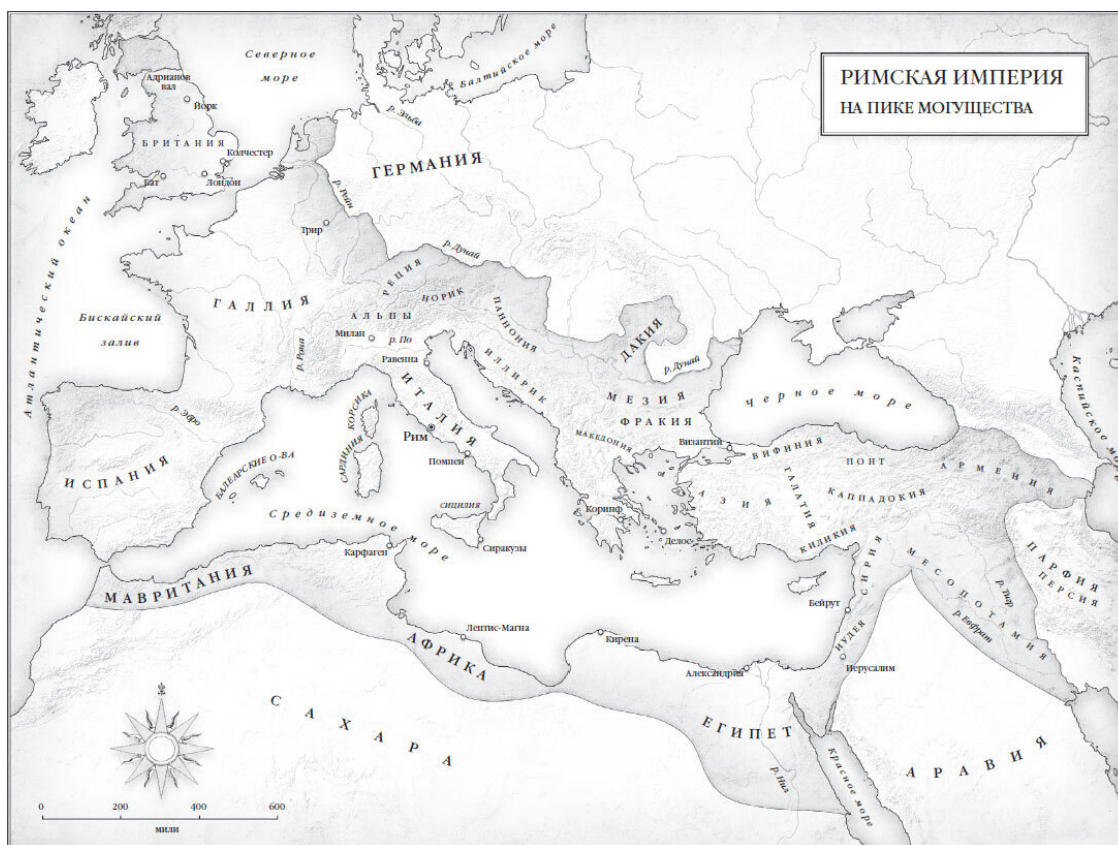 РИМСКАЯ ИМПЕРИЯ
НА ПИКЕ МОГУЩЕСТВА
Северное
море
Балтийское море
Адрианов
вал
Йорк
БРИТАНИЯ
Колчестер
Бат
Лондон
р. Эльба
ГЕРМАНИЯ
р. Рейн
Трир
р. Дунай
Атлантический океан
ГАЛЛИЯ
РЕЦИЯ
НОРИК
АЛЬПЫ
ПАННОНИЯ
Бискайский
залив
Милан
р. По
р. Рона
Равенна
ИЛЛИРИК
ДАКИЯ
р. Дунай
МЕЗИЯ
ФРАКИЯ
Черное море
Каспийское море
р. Эбро
ИТАЛИЯ
КОРСИКА
САРДИНИЯ
Рим
Помпеи
МАКЕДОНИЯ
Византий
ВИФИНИЯ
ПОНТ
АРМЕНИЯ
ИСПАНИЯ
БАЛЕАРСКИЕ О-ВА
АЗИЯ
ГАЛАТИЯ
КАППАДОКИЯ
Средиземное
море
СИЦИЛИЯ
Сиракузы
Коринф
Делос
КИЛИКИЯ
Карфаген
СИРИЯ
МЕСОПОТАМИЯ
р. Тигр
р. Евфрат
ПАРФИЯ
ПЕРСИЯ
МАВРИТАНИЯ
Бейрут
Лептис-Магна
АФРИКА
Кирена
ИУДЕЯ
Иерусалим
Александрия
САХАРА
ЕГИПЕТ
р. Нил
Красное море
АРАВИЯ
0 200 400 600
мили